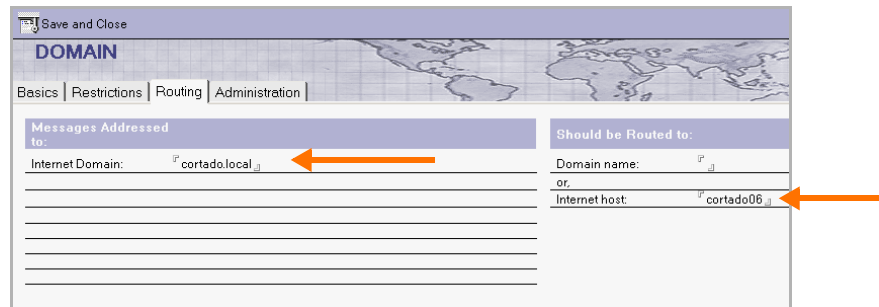 Save and Close
DOMAIN
Basics | Restrictions | Routing | Administration
Messages Addressed
to:
Internet Domain: cortado.local
Should be Routed to:
Domain name:
or,
Internet host: cortado06